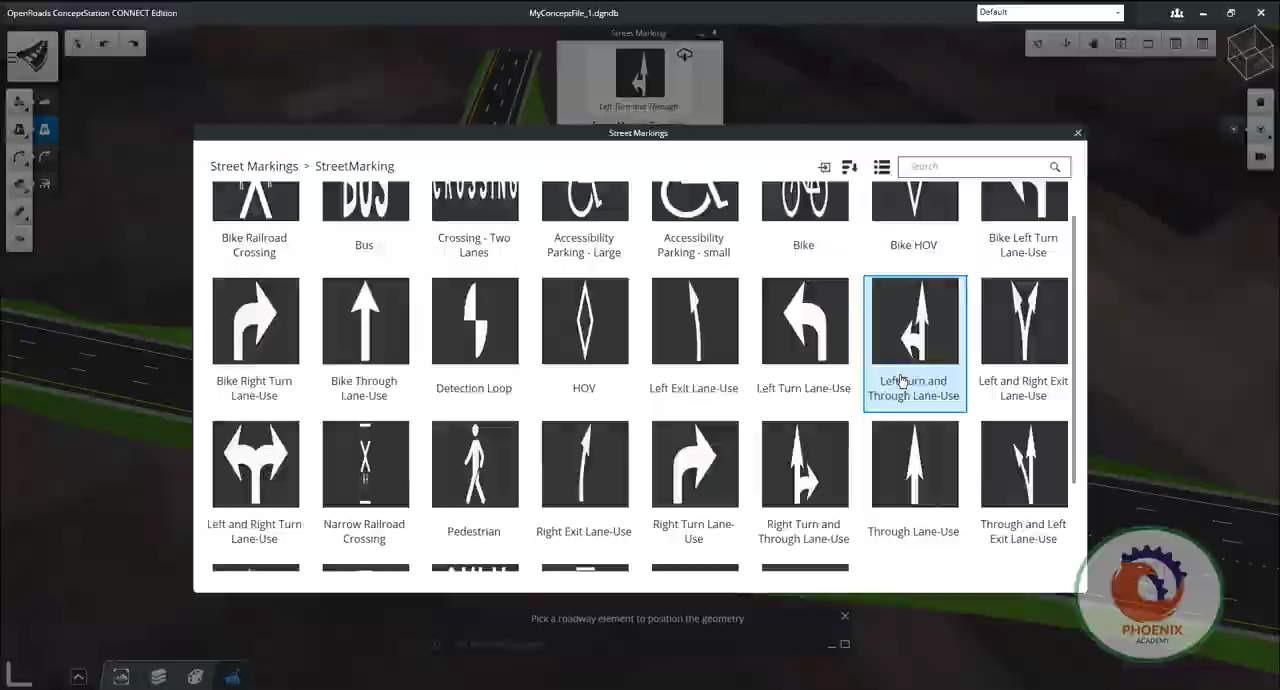 OpenRoads ConceptStation CONNECT Edition
MyConceptFile_1.dgndb
Default
Street Marking
Left Turn and Through
Street Markings
Street Markings > StreetMarking
Search
BUS
CROSSING
Bike Railroad
Crossing
Bus
Crossing - Two
Lanes
Accessibility
Parking - Large
Accessibility
Parking - small
Bike
Bike HOV
Bike Left Turn
Lane-Use
Bike Right Turn
Lane-Use
Bike Through
Lane-Use
Detection Loop
HOV
Left Exit Lane-Use
Left Turn Lane-Use
Left Turn and
Through Lane-Use
Left and Right Exit
Lane-Use
Left and Right Turn
Lane-Use
Narrow Railroad
Crossing
Pedestrian
Right Exit Lane-Use
Right Turn Lane-
Use
Right Turn and
Through Lane-Use
Through Lane-Use
Through and Left
Exit Lane-Use
Pick a roadway element to position the geometry
PHOENIX
ACADEMY